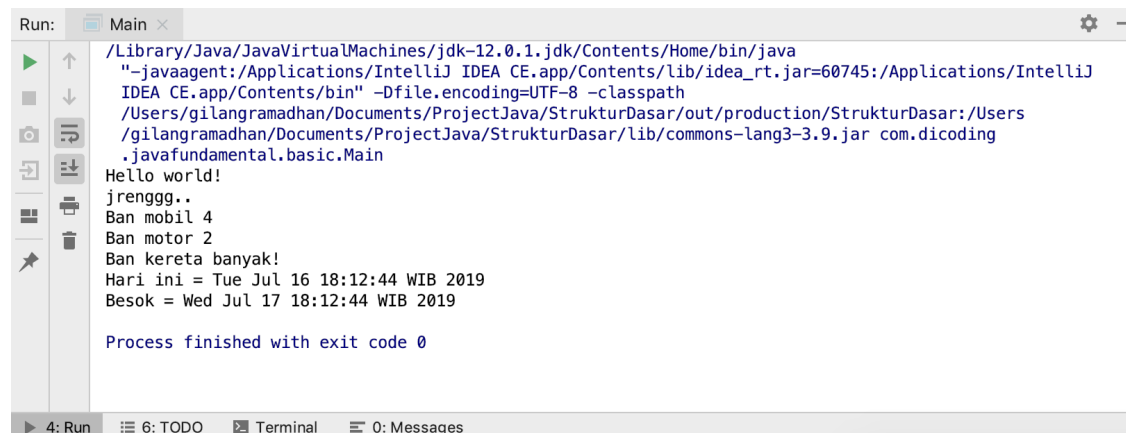 Run: Main
/Library/Java/JavaVirtualMachines/jdk-12.0.1.jdk/Contents/Home/bin/java
"-javaagent:/Applications/IntelliJ IDEA CE.app/Contents/lib/idea_rt.jar=60745:/Applications/IntelliJ
IDEA CE.app/Contents/bin" -Dfile.encoding=UTF-8 -classpath
/Users/gilangramadhan/Documents/ProjectJava/StrukturDasar/out/production/StrukturDasar:/Users
/gilangramadhan/Documents/ProjectJava/StrukturDasar/lib/commons-lang3-3.9.jar com.dicoding
.javafundamental.basic.Main
Hello world!
jrenggg..
Ban mobil 4
Ban motor 2
Ban kereta banyak!
Hari ini = Tue Jul 16 18:12:44 WIB 2019
Besok = Wed Jul 17 18:12:44 WIB 2019
Process finished with exit code 0
4: Run 6: TODO Terminal 0: Messages